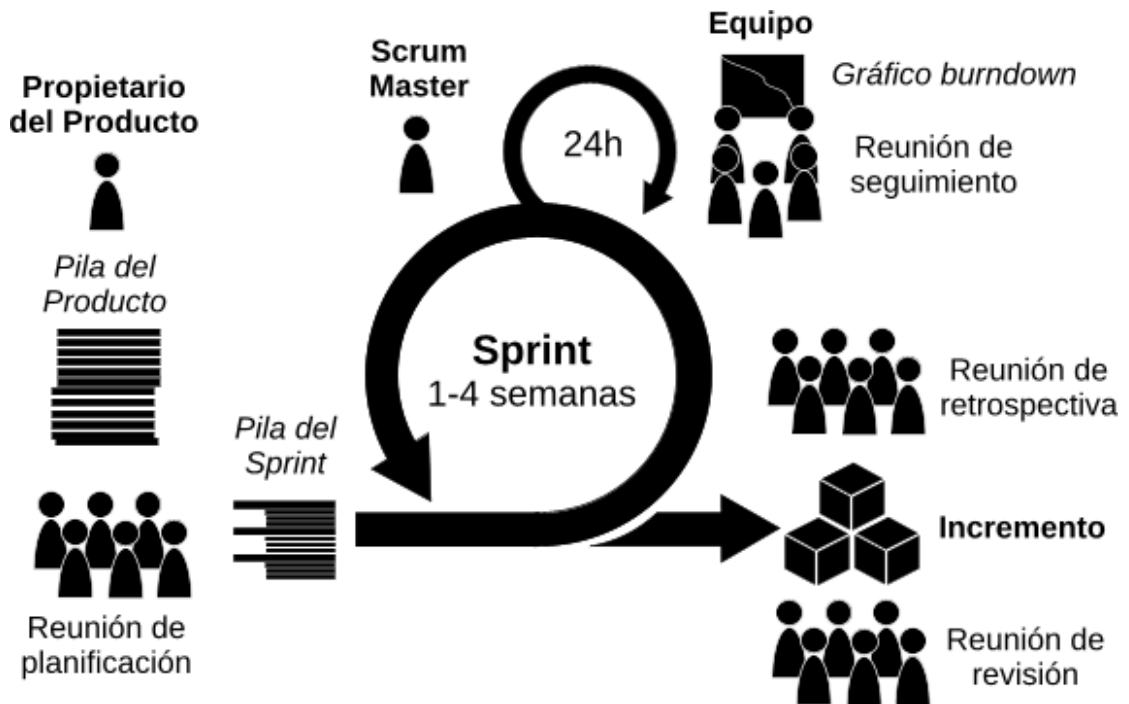 Propietario
del Producto
Pila del
Producto
Reunión de
planificación
Pila del
Sprint
Scrum
Master
24h
Sprint
1-4 semanas
Equipo
Gráfico burndown
Reunión de
seguimiento
Reunión de
retrospectiva
Incremento
Reunión de
revisión